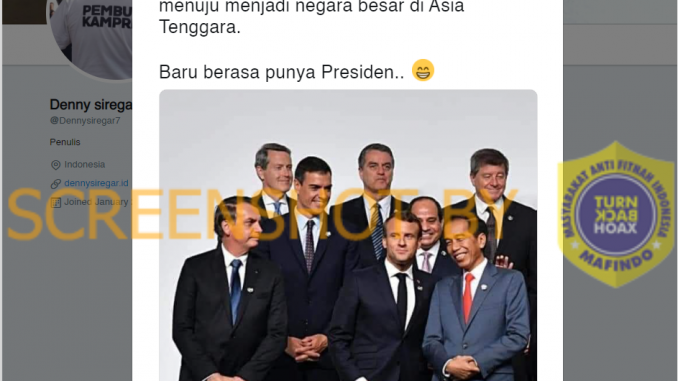 menuju menjadi negara besar di Asia
Tenggara.
Baru berasa punya Presiden..
PEMBU
KAMPR
Denny sirega
@Dennysiregar7
Penulis
Indonesia
dennysiregar.id
Joined January
SCREENSHOT BY
MASYARAKAT ANTI FITNAH INDONESIA
TURN
BACK
HOAX
MAFINDO